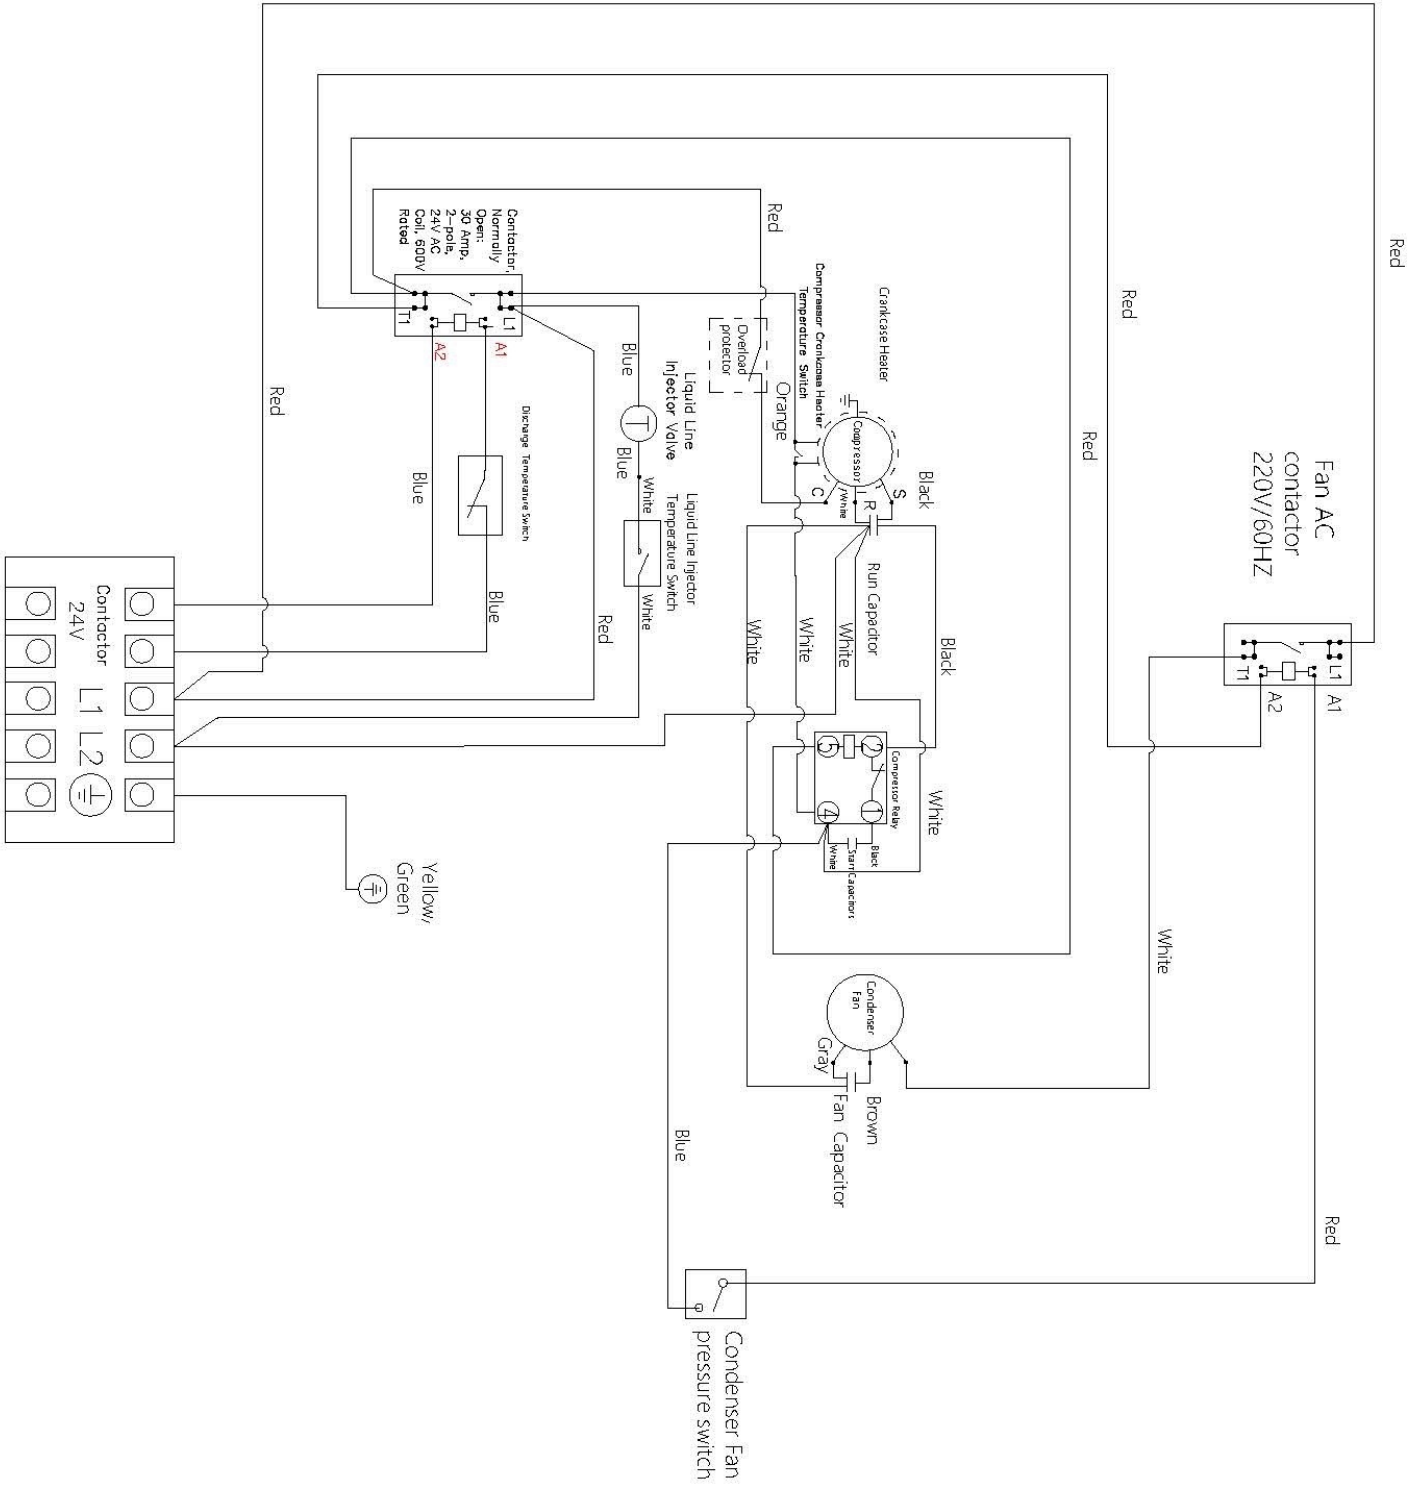 Red
Red
Red
Red
Red
Contactor,
Normally
Open;
30 Amp,
2-pole,
24V AC
Coil, 600V
Rated
L1
T1
A1
A2
Blue
Liquid Line
Injector Valve
T
Blue
White
Liquid Line Injector
Temperature Switch
White
Discharge Temperature Switch
Blue
Blue
Red
Contactor
24V
L1
L2
Yellow,
Green
Overload
protector
Orange
Compressor Crankcase Heater
Temperature Switch
Crankcase Heater
Compressor
C
R
S
White
Black
Run Capacitor
White
White
White
Black
Compressor Relay
5
2
4
1
White
Black
Start Capacitors
White
Condenser
Fan
Gray
Brown
Fan Capacitor
White
Fan AC
contactor
220V/60HZ
L1
T1
A1
A2
Blue
Red
Condenser Fan
pressure switch